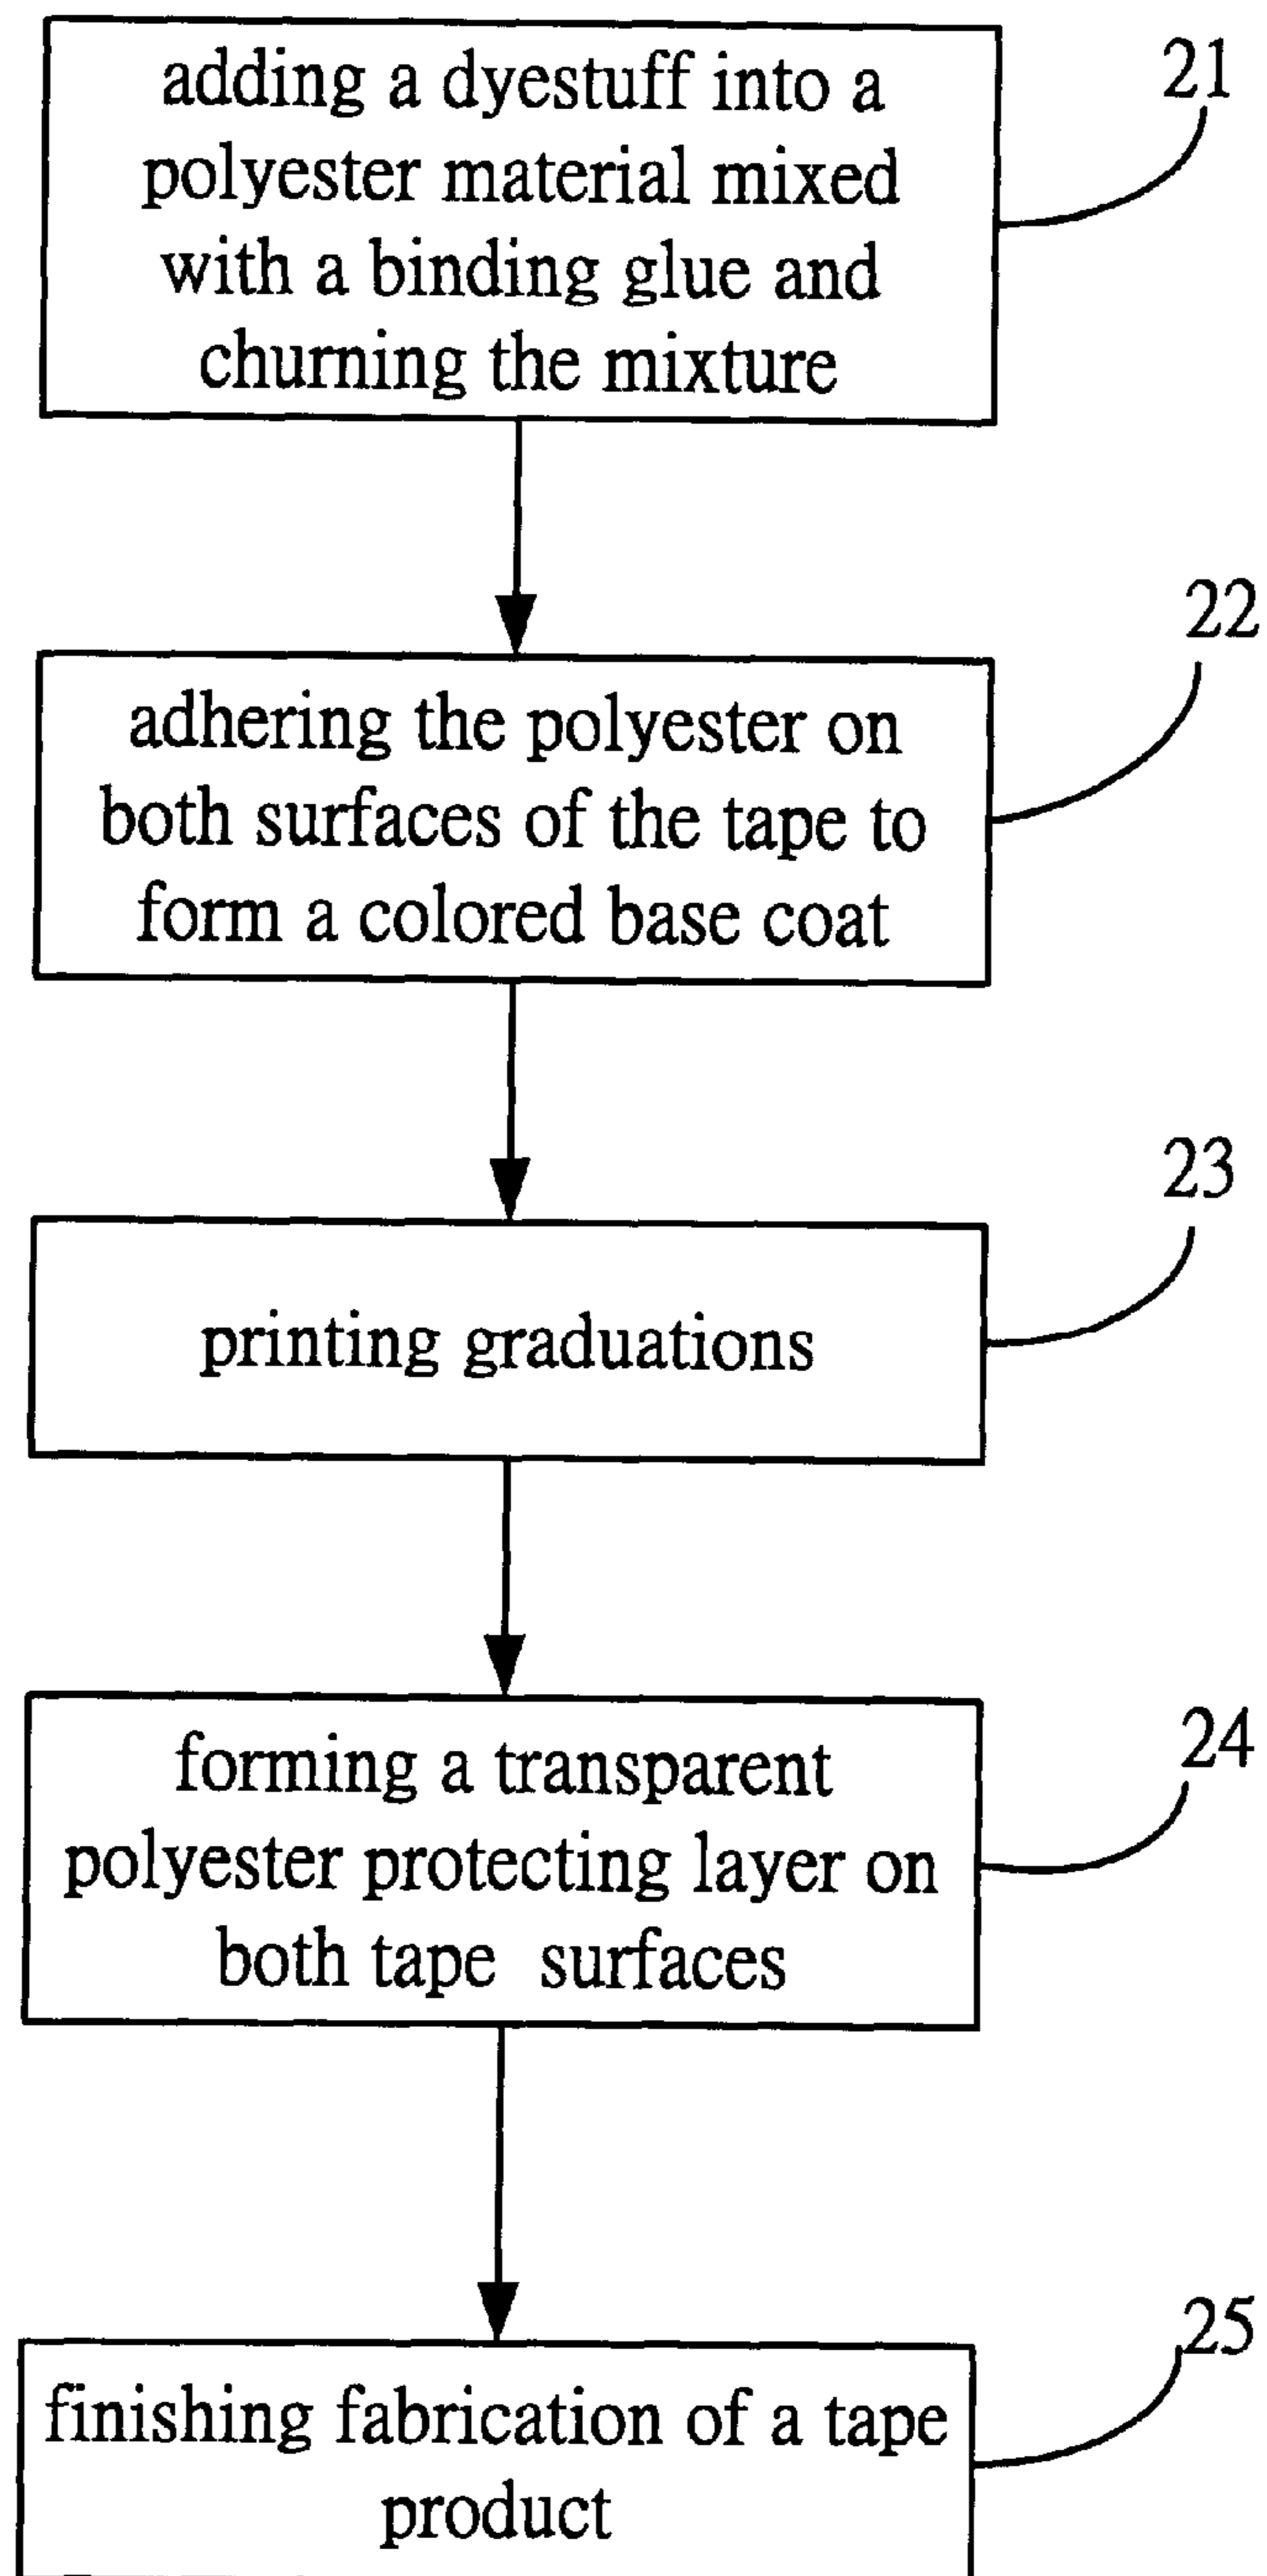 adding a dyestuff into a
polyester material mixed
with a binding glue and
churning the mixture
21
adhering the polyester on
both surfaces of the tape to
form a colored base coat
22
printing graduations
23
forming a transparent
polyester protecting layer on
both tape surfaces
24
finishing fabrication of a tape
product
25